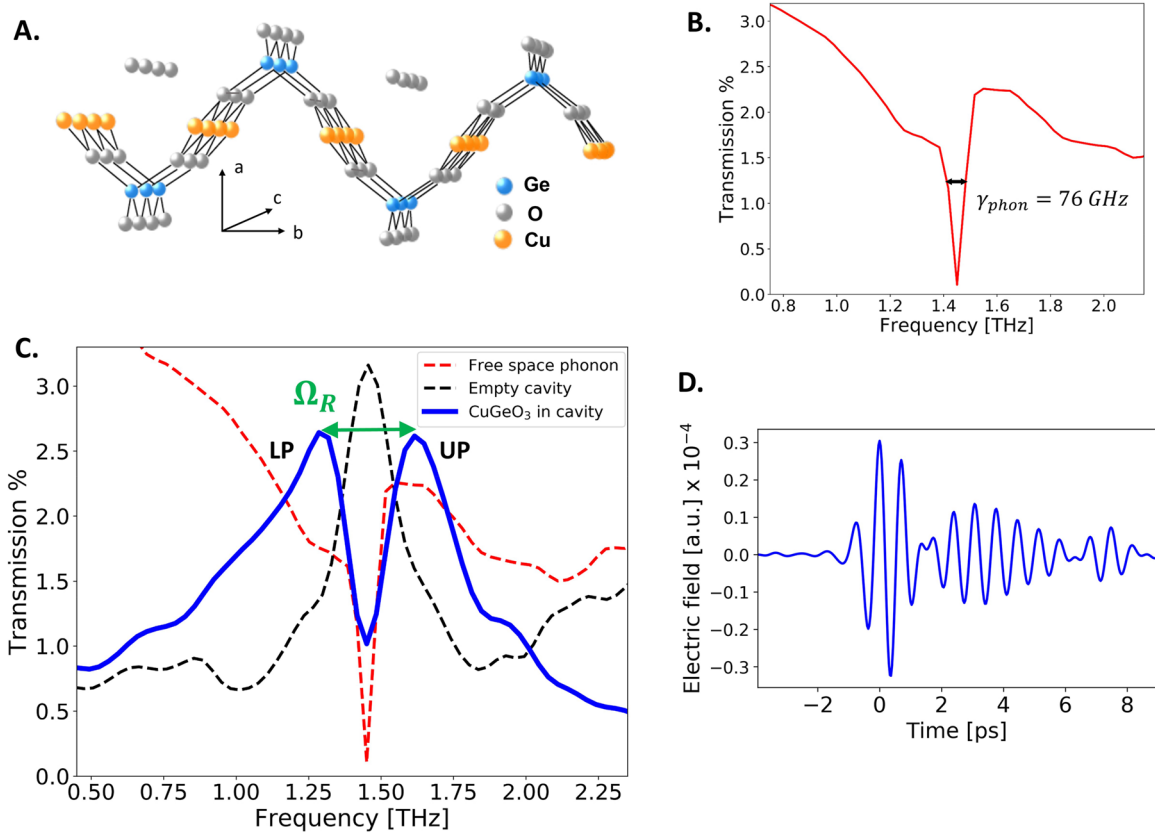 A.
a
c
b
Ge
O
Cu
B.
Transmission %
3.0
2.5
2.0
1.5
1.0
0.5
0.0
γphon = 76 GHz
0.8 1.0 1.2 1.4 1.6 1.8 2.0
Frequency [THz]
C.
Transmission %
3.0
2.5
2.0
1.5
1.0
0.5
0.0
Free space phonon
Empty cavity
CuGeO3 in cavity
ΩR
LP
UP
0.50 0.75 1.00 1.25 1.50 1.75 2.00 2.25
Frequency [THz]
D.
Electric field [a.u.] x 10−4
0.3
0.2
0.1
0.0
−0.1
−0.2
−0.3
−2 0 2 4 6 8
Time [ps]